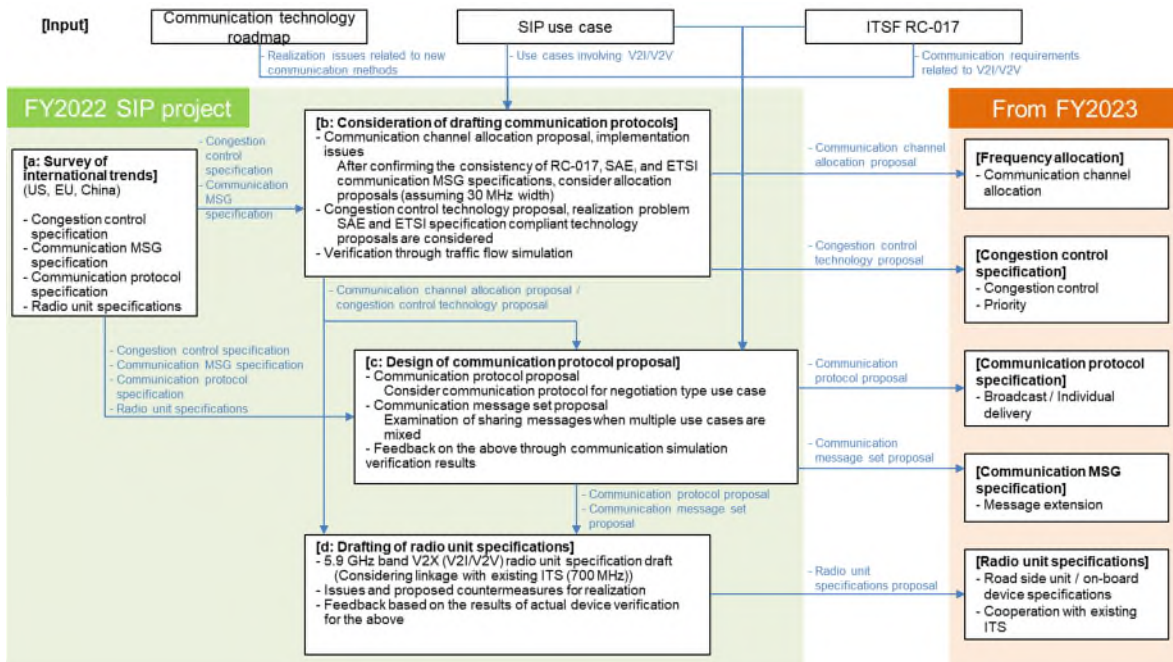 [Input]
Communication technology
roadmap
SIP use case
ITSF RC-017
- Realization issues related to new
communication methods
- Use cases involving V2I/V2V
- Communication requirements
related to V2I/V2V
FY2022 SIP project
From FY2023
[a: Survey of
international trends]
(US, EU, China)
- Congestion control
specification
- Communication MSG
specification
- Communication protocol
specification
- Radio unit specifications
- Congestion
control
specification
- Communication
MSG
specification
[b: Consideration of drafting communication protocols]
- Communication channel allocation proposal, implementation
issues
After confirming the consistency of RC-017, SAE, and ETSI
communication MSG specifications, consider allocation
proposals (assuming 30 MHz width)
- Congestion control technology proposal, realization problem
SAE and ETSI specification compliant technology
proposals are considered
- Verification through traffic flow simulation
- Communication channel
allocation proposal
[Frequency allocation]
- Communication channel
allocation
- Congestion control
technology proposal
[Congestion control
specification]
- Congestion control
- Priority
- Communication channel allocation proposal /
congestion control technology proposal
- Congestion control specification
- Communication MSG specification
- Communication protocol
specification
- Radio unit specifications
[c: Design of communication protocol proposal]
- Communication protocol proposal
Consider communication protocol for negotiation type use case
- Communication message set proposal
Examination of sharing messages when multiple use cases are
mixed
- Feedback on the above through communication simulation
verification results
- Communication
protocol proposal
[Communication protocol
specification]
- Broadcast / Individual
delivery
- Communication
message set proposal
[Communication MSG
specification]
- Message extension
- Communication protocol proposal
- Communication message set
proposal
[d: Drafting of radio unit specifications]
- 5.9 GHz band V2X (V2I/V2V) radio unit specification draft
(Considering linkage with existing ITS (700 MHz))
- Issues and proposed countermeasures for realization
- Feedback based on the results of actual device verification
for the above
- Radio unit
specifications proposal
[Radio unit specifications]
- Road side unit / on-board
device specifications
- Cooperation with existing
ITS